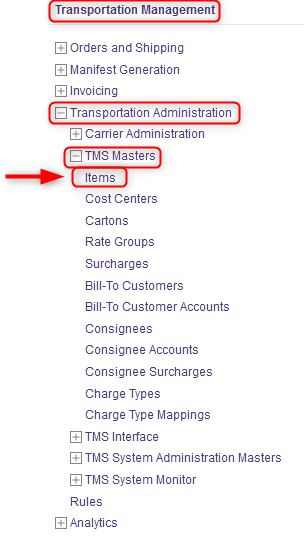 Transportation Management
Orders and Shipping
Manifest Generation
Invoicing
Transportation Administration
Carrier Administration
TMS Masters
Items
Cost Centers
Cartons
Rate Groups
Surcharges
Bill-To Customers
Bill-To Customer Accounts
Consignees
Consignee Accounts
Consignee Surcharges
Charge Types
Charge Type Mappings
TMS Interface
TMS System Administration Masters
TMS System Monitor
Rules
Analytics